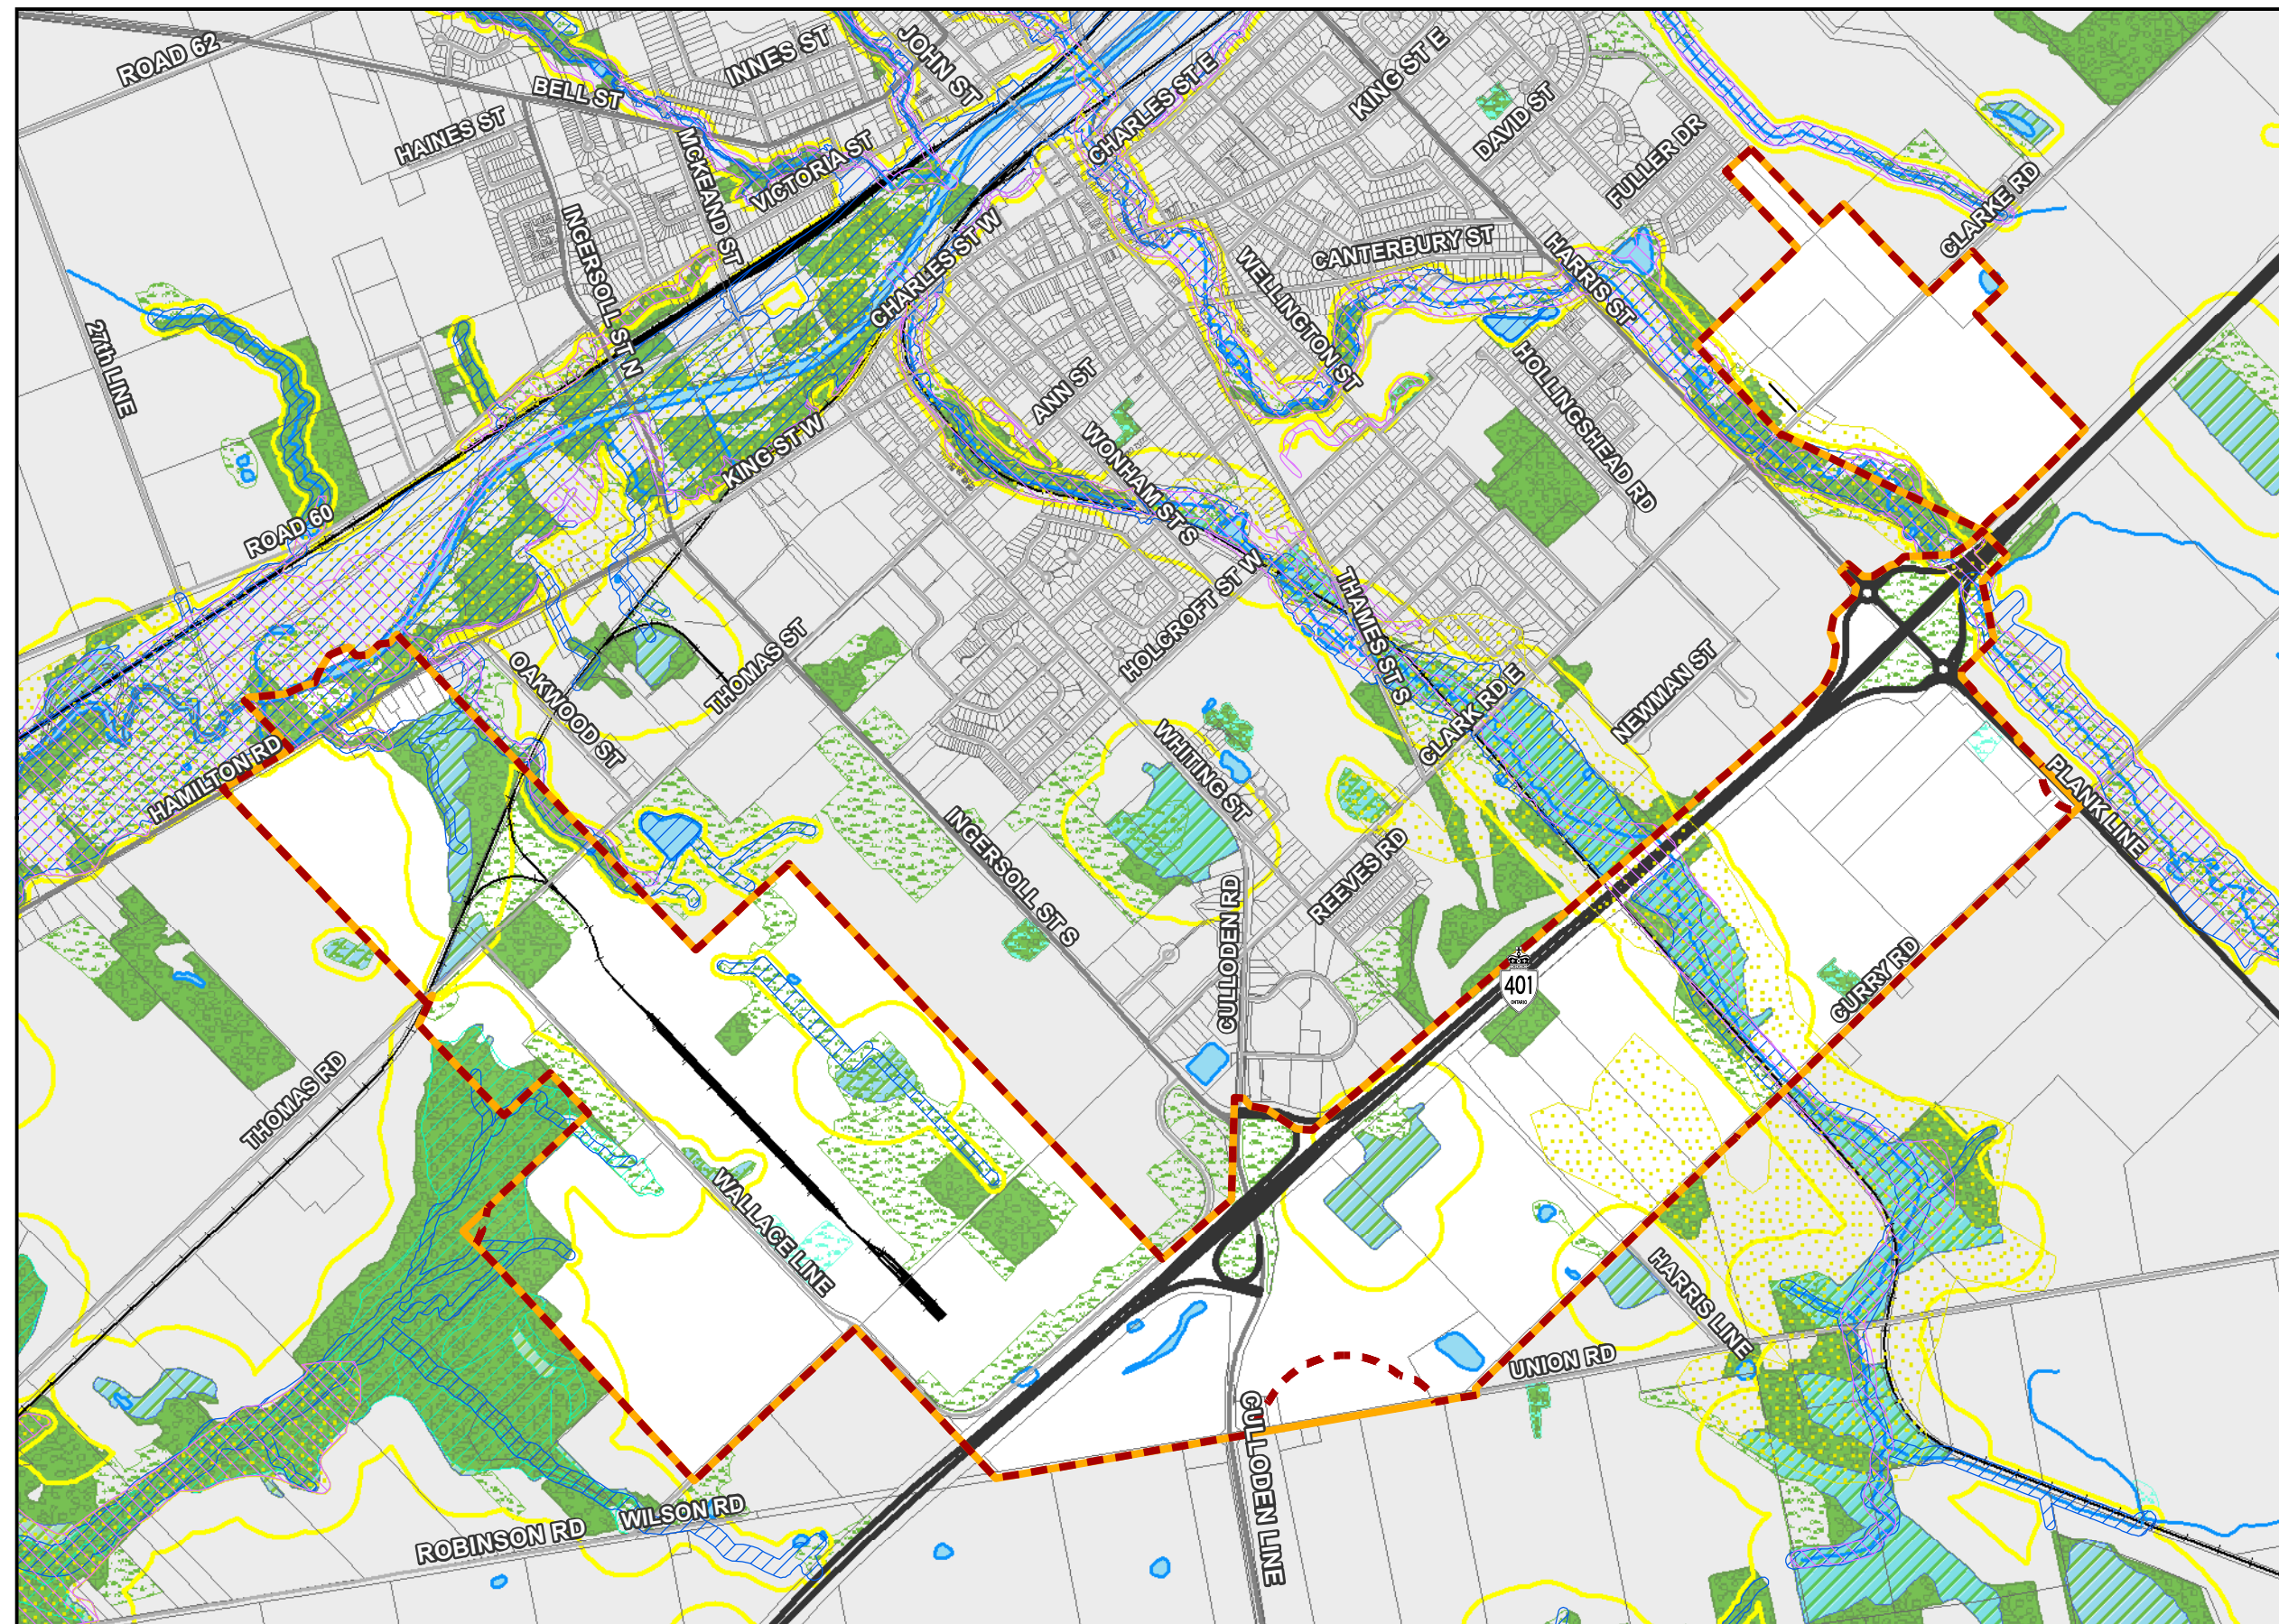 ROAD 62
INNES ST
JOHN ST
BELL ST
CHARLES ST E
KING ST E
DAVID ST
HAINES ST
MCKEAND ST
VICTORIA ST
FULLER DR
CLARKE RD
INGERSOLL ST N
CHARLES ST W
WELLINGTON ST
CANTERBURY ST
HARRIS ST
27th LINE
ANN ST
HOLLINGSHEAD RD
KING ST W
WONHAM ST S
ROAD 60
HOLCROFT ST W
THAMES ST S
OAKWOOD ST
THOMAS ST
NEWMAN ST
CLARK RD E
HAMILTON RD
WHITING ST
PLANK LINE
INGERSOLL ST S
REEVES RD
CULLODEN RD
401
ONTARIO
CURRY RD
THOMAS RD
WALLACE LINE
HARRIS LINE
UNION RD
CULLODEN LINE
WILSON RD
ROBINSON RD